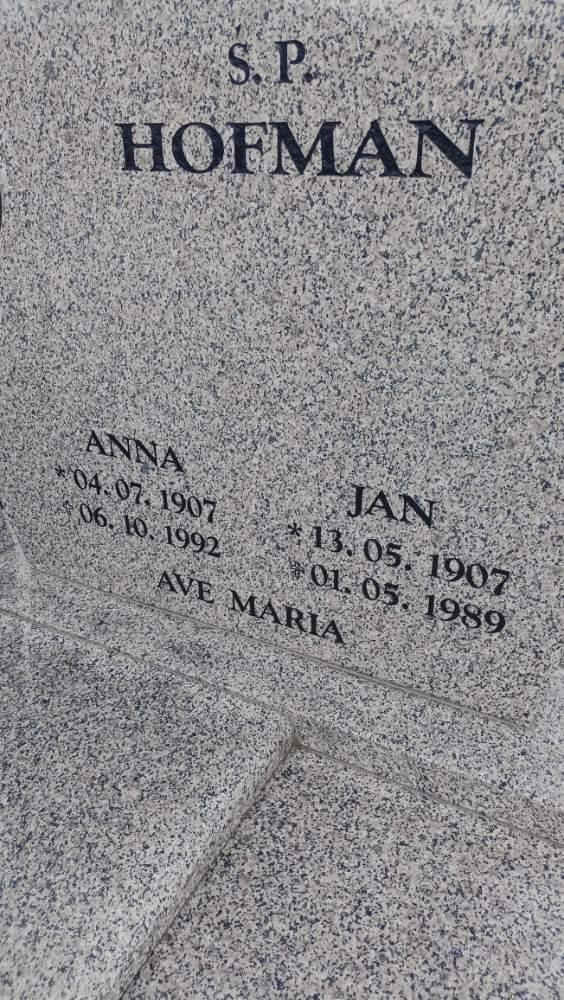 S.P.
HOFMAN
ANNA
* 04.07.1907
† 06.10.1992
JAN
* 13.05.1907
† 01.05.1989
AVE MARIA